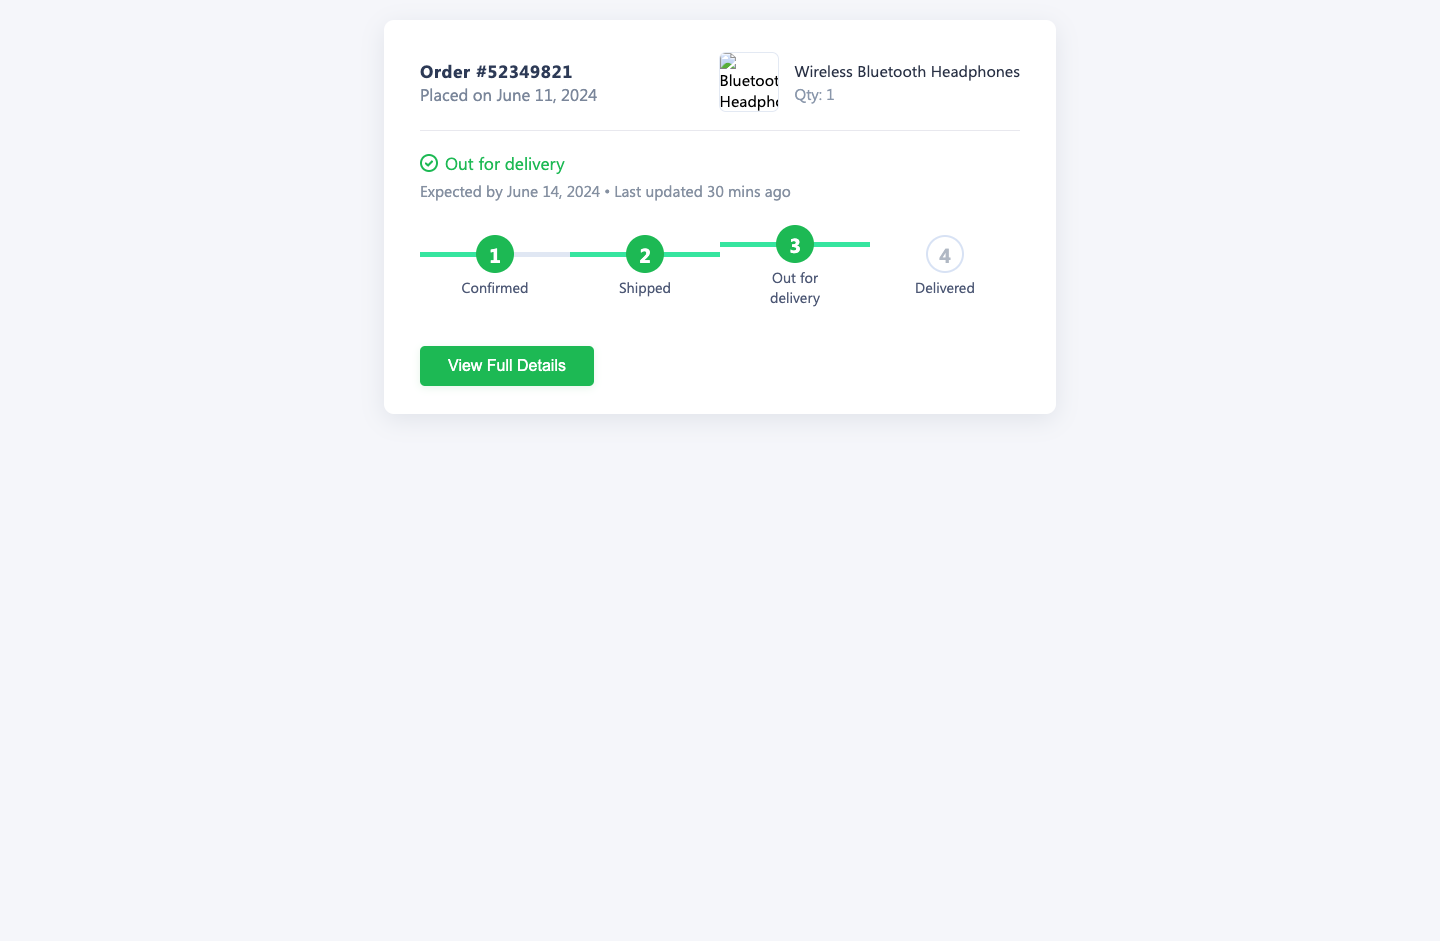 Order #52349821
Placed on June 11, 2024
Bluetoot
Headpho
Wireless Bluetooth Headphones
Qty: 1
Out for delivery
Expected by June 14, 2024 • Last updated 30 mins ago
1
Confirmed
2
Shipped
3
Out for
delivery
4
Delivered
View Full Details